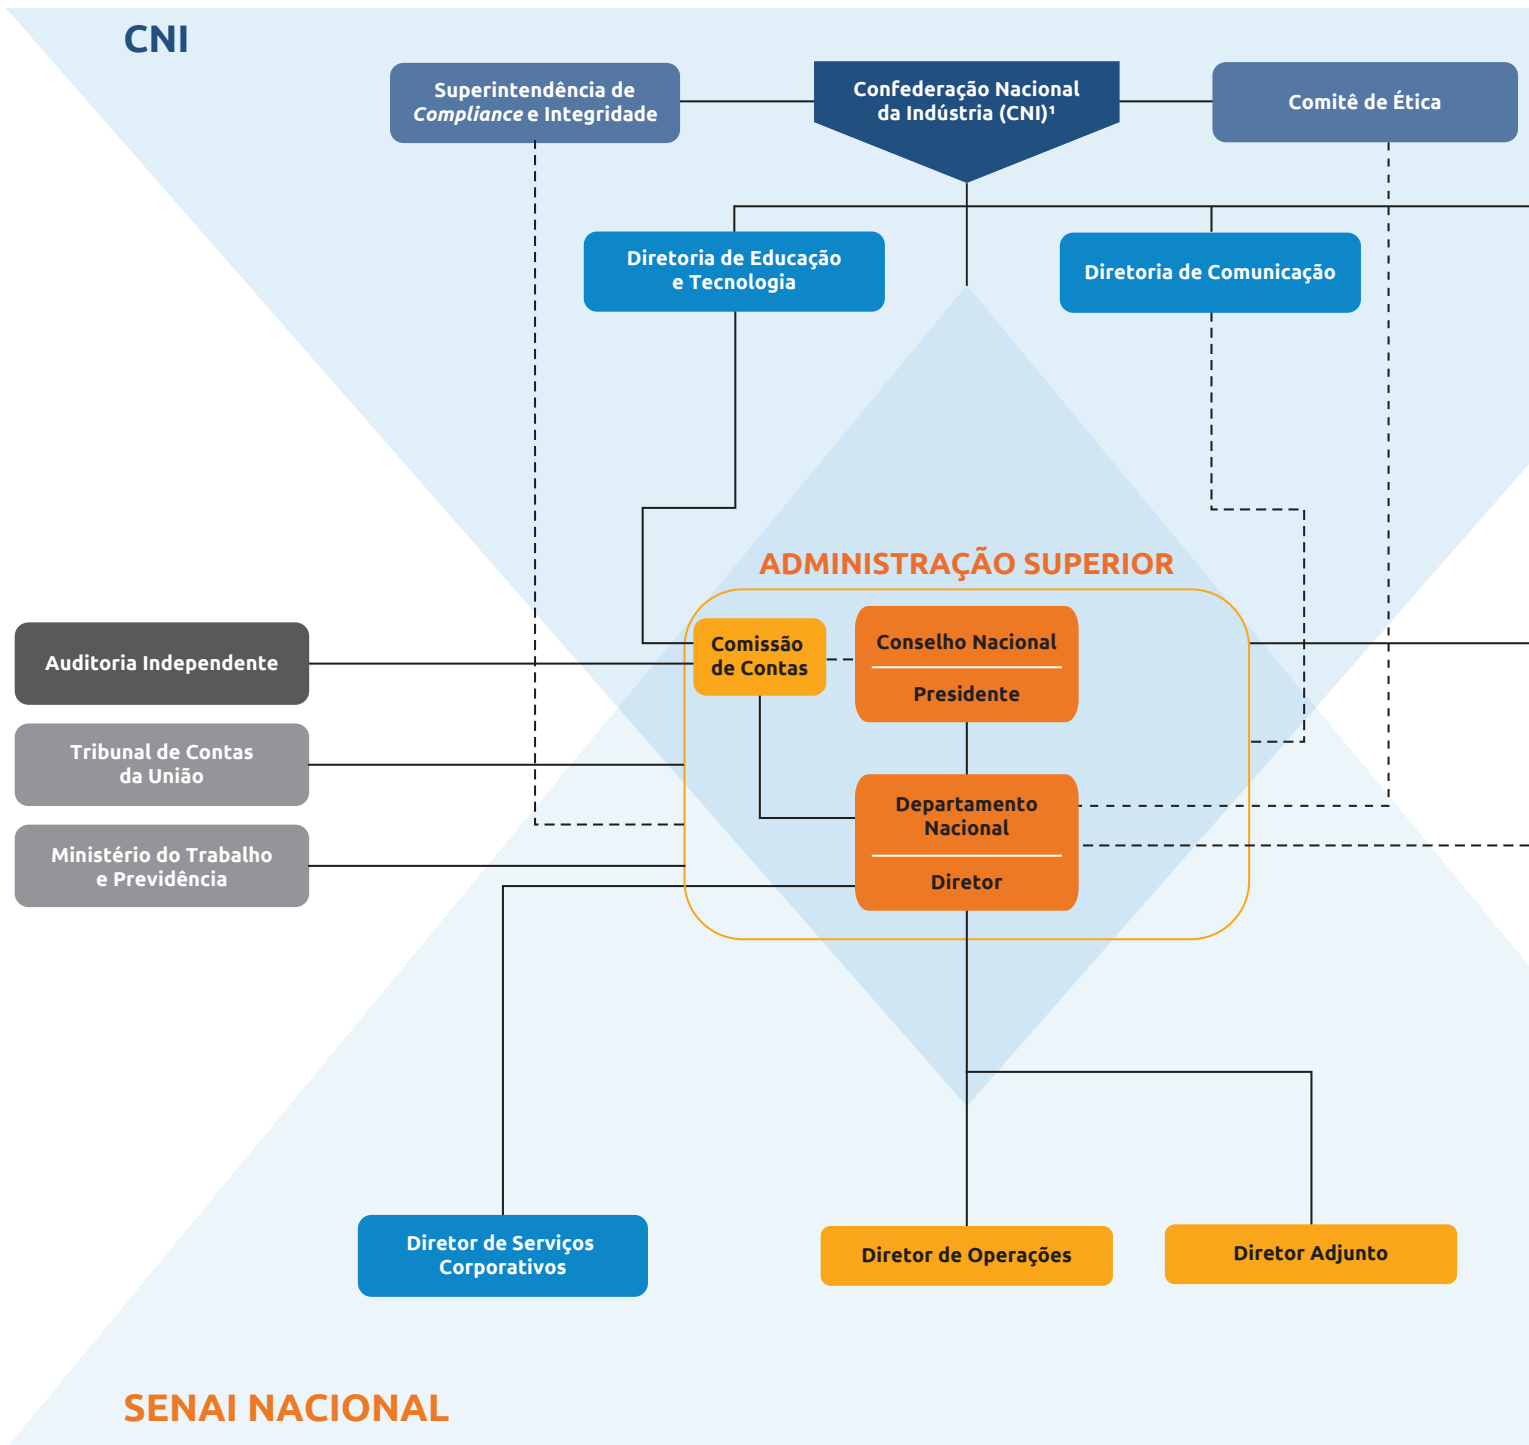 CNI
Superintendência de
Compliance e Integridade
Confederação Nacional
da Indústria (CNI)¹
Comitê de Ética
Diretoria de Educação
e Tecnologia
Diretoria de Comunicação
ADMINISTRAÇÃO SUPERIOR
Auditoria Independente
Comissão
de Contas
Conselho Nacional
Presidente
Tribunal de Contas
da União
Departamento
Nacional
Diretor
Ministério do Trabalho
e Previdência
Diretor de Serviços
Corporativos
Diretor de Operações
Diretor Adjunto
SENAI NACIONAL